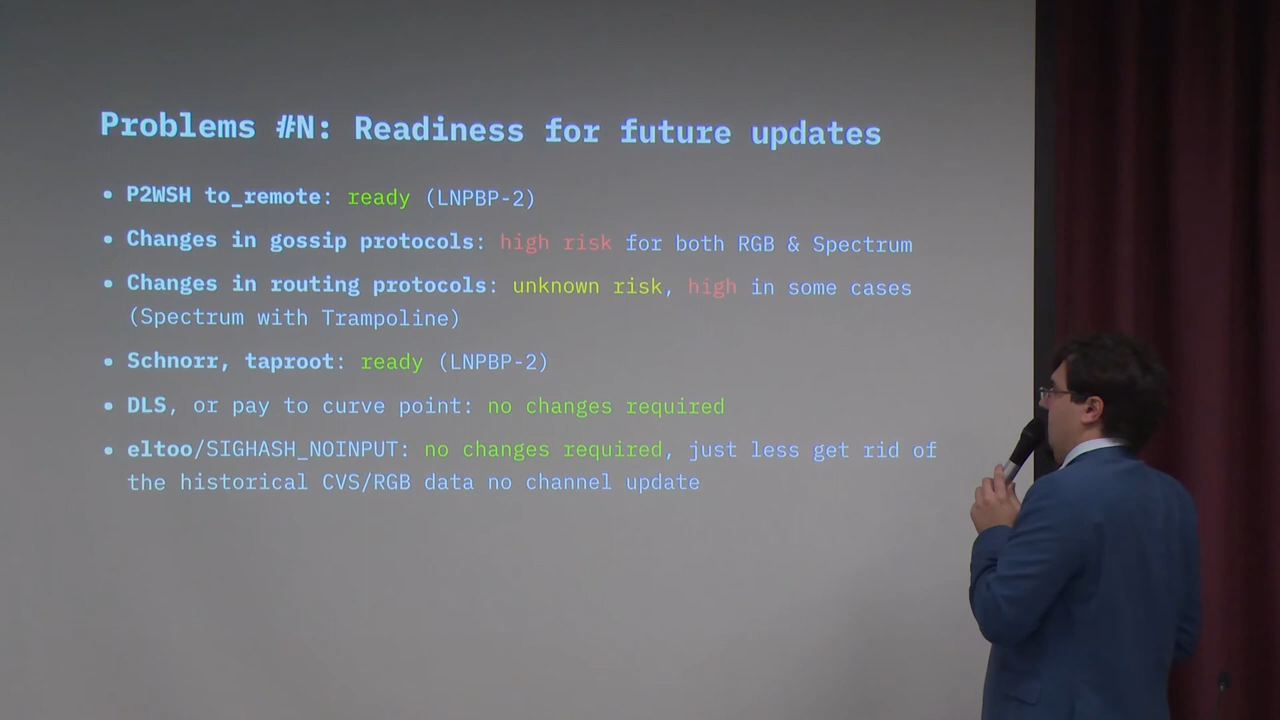 Problems #N: Readiness for future updates
• P2WSH to_remote: ready (LNPBP-2)
• Changes in gossip protocols: high risk for both RGB & Spectrum
• Changes in routing protocols: unknown risk, high in some cases
(Spectrum with Trampoline)
• Schnorr, taproot: ready (LNPBP-2)
• DLS, or pay to curve point: no changes required
• eltoo/SIGHASH_NOINPUT: no changes required, just less get rid of
the historical CVS/RGB data no channel update